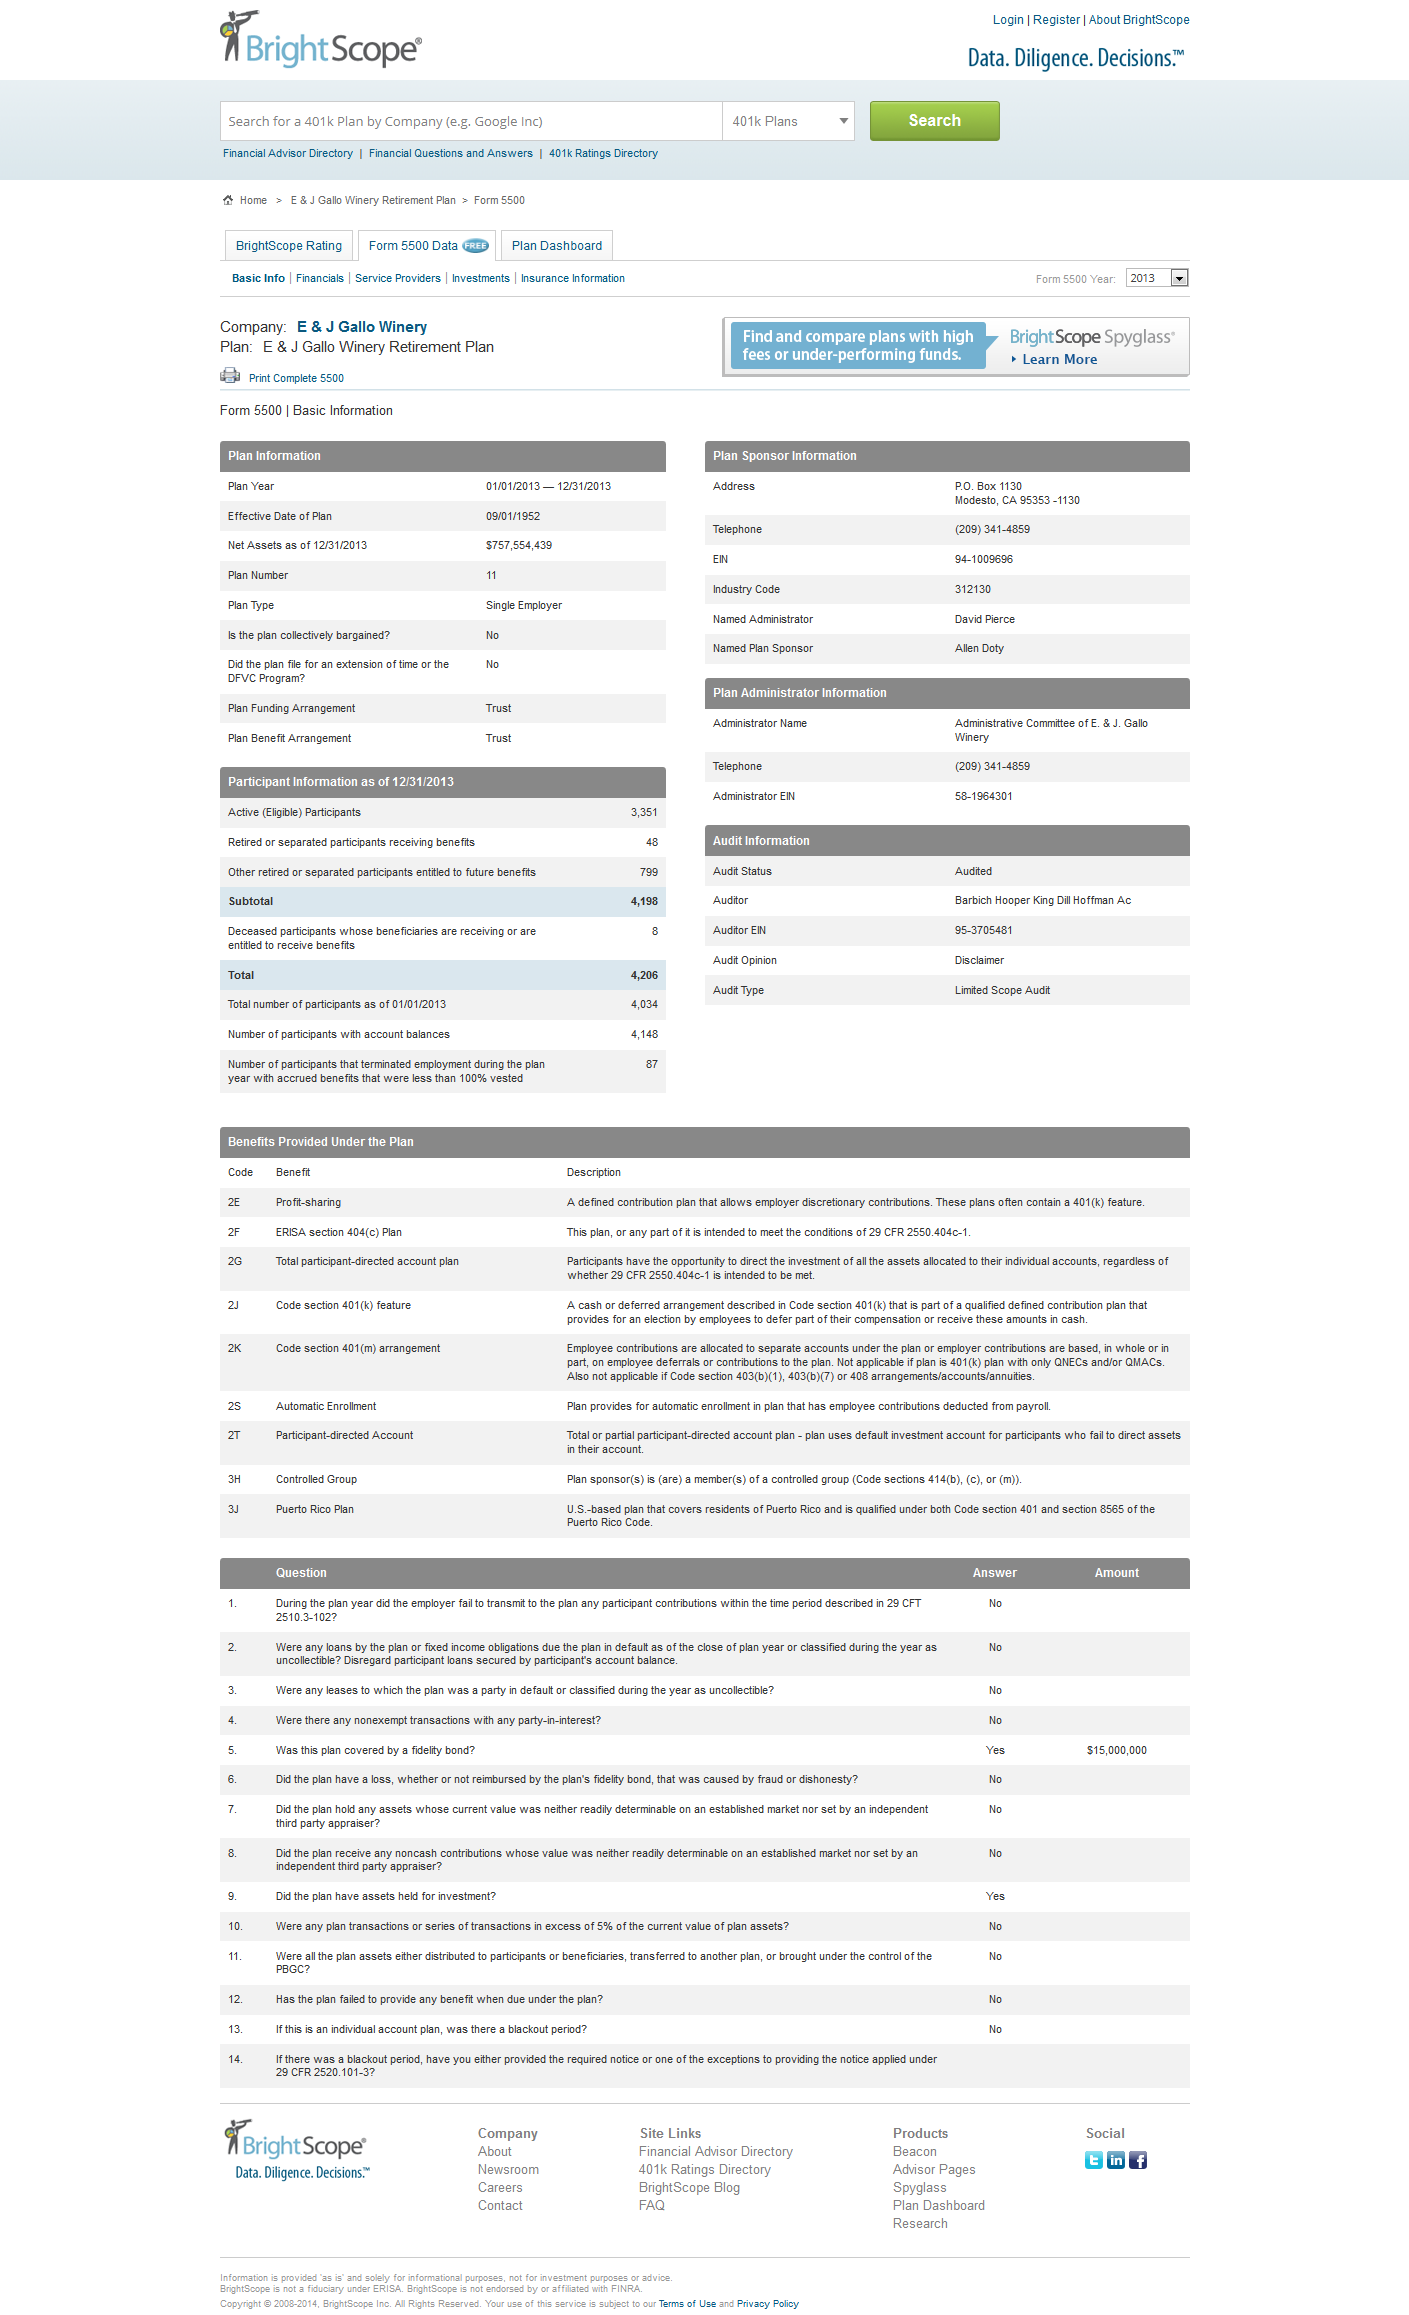 Login | Register | About BrightScope
BrightScope®
Data. Diligence. Decisions.™
Search for a 401k Plan by Company (e.g. Google Inc) 401k Plans Search
Financial Advisor Directory | Financial Questions and Answers | 401k Ratings Directory
Home > E & J Gallo Winery Retirement Plan > Form 5500
BrightScope Rating Form 5500 Data FREE Plan Dashboard
Basic Info | Financials | Service Providers | Investments | Insurance Information Form 5500 Year: 2013
Company: E & J Gallo Winery
Plan: E & J Gallo Winery Retirement Plan
Print Complete 5500
Find and compare plans with high
fees or under-performing funds.
BrightScope Spyglass®
Learn More
Form 5500 | Basic Information
Plan Information
Plan Year 01/01/2013 — 12/31/2013
Effective Date of Plan 09/01/1952
Net Assets as of 12/31/2013 $757,554,439
Plan Number 11
Plan Type Single Employer
Is the plan collectively bargained? No
Did the plan file for an extension of time or the No
DFVC Program?
Plan Funding Arrangement Trust
Plan Benefit Arrangement Trust
Participant Information as of 12/31/2013
Active (Eligible) Participants 3,351
Retired or separated participants receiving benefits 48
Other retired or separated participants entitled to future benefits 799
Subtotal 4,198
Deceased participants whose beneficiaries are receiving or are 8
entitled to receive benefits
Total 4,206
Total number of participants as of 01/01/2013 4,034
Number of participants with account balances 4,148
Number of participants that terminated employment during the plan 87
year with accrued benefits that were less than 100% vested
Plan Sponsor Information
Address P.O. Box 1130
Modesto, CA 95353 -1130
Telephone (209) 341-4859
EIN 94-1009696
Industry Code 312130
Named Administrator David Pierce
Named Plan Sponsor Allen Doty
Plan Administrator Information
Administrator Name Administrative Committee of E. & J. Gallo
Winery
Telephone (209) 341-4859
Administrator EIN 58-1964301
Audit Information
Audit Status Audited
Auditor Barbich Hooper King Dill Hoffman Ac
Auditor EIN 95-3705481
Audit Opinion Disclaimer
Audit Type Limited Scope Audit
Benefits Provided Under the Plan
Code Benefit Description
2E Profit-sharing A defined contribution plan that allows employer discretionary contributions. These plans often contain a 401(k) feature.
2F ERISA section 404(c) Plan This plan, or any part of it is intended to meet the conditions of 29 CFR 2550.404c-1.
2G Total participant-directed account plan Participants have the opportunity to direct the investment of all the assets allocated to their individual accounts, regardless of
whether 29 CFR 2550.404c-1 is intended to be met.
2J Code section 401(k) feature A cash or deferred arrangement described in Code section 401(k) that is part of a qualified defined contribution plan that
provides for an election by employees to defer part of their compensation or receive these amounts in cash.
2K Code section 401(m) arrangement Employee contributions are allocated to separate accounts under the plan or employer contributions are based, in whole or in
part, on employee deferrals or contributions to the plan. Not applicable if plan is 401(k) plan with only QNECs and/or QMACs.
Also not applicable if Code section 403(b)(1), 403(b)(7) or 408 arrangements/accounts/annuities.
2S Automatic Enrollment Plan provides for automatic enrollment in plan that has employee contributions deducted from payroll.
2T Participant-directed Account Total or partial participant-directed account plan - plan uses default investment account for participants who fail to direct assets
in their account.
3H Controlled Group Plan sponsor(s) is (are) a member(s) of a controlled group (Code sections 414(b), (c), or (m)).
3J Puerto Rico Plan U.S.-based plan that covers residents of Puerto Rico and is qualified under both Code section 401 and section 8565 of the
Puerto Rico Code.
Question Answer Amount
1. During the plan year did the employer fail to transmit to the plan any participant contributions within the time period described in 29 CFT No
2510.3-102?
2. Were any loans by the plan or fixed income obligations due the plan in default as of the close of plan year or classified during the year as No
uncollectible? Disregard participant loans secured by participant's account balance.
3. Were any leases to which the plan was a party in default or classified during the year as uncollectible? No
4. Were there any nonexempt transactions with any party-in-interest? No
5. Was this plan covered by a fidelity bond? Yes $15,000,000
6. Did the plan have a loss, whether or not reimbursed by the plan's fidelity bond, that was caused by fraud or dishonesty? No
7. Did the plan hold any assets whose current value was neither readily determinable on an established market nor set by an independent No
third party appraiser?
8. Did the plan receive any noncash contributions whose value was neither readily determinable on an established market nor set by an No
independent third party appraiser?
9. Did the plan have assets held for investment? Yes
10. Were any plan transactions or series of transactions in excess of 5% of the current value of plan assets? No
11. Were all the plan assets either distributed to participants or beneficiaries, transferred to another plan, or brought under the control of the No
PBGC?
12. Has the plan failed to provide any benefit when due under the plan? No
13. If this is an individual account plan, was there a blackout period? No
14. If there was a blackout period, have you either provided the required notice or one of the exceptions to providing the notice applied under
29 CFR 2520.101-3?
BrightScope®
Data. Diligence. Decisions.™
Company
About
Newsroom
Careers
Contact
Site Links
Financial Advisor Directory
401k Ratings Directory
BrightScope Blog
FAQ
Products
Beacon
Advisor Pages
Spyglass
Plan Dashboard
Research
Social
Information is provided 'as is' and solely for informational purposes, not for investment purposes or advice.
BrightScope is not a fiduciary under ERISA. BrightScope is not endorsed by or affiliated with FINRA.
Copyright © 2008-2014, BrightScope Inc. All Rights Reserved. Your use of this service is subject to our Terms of Use and Privacy Policy